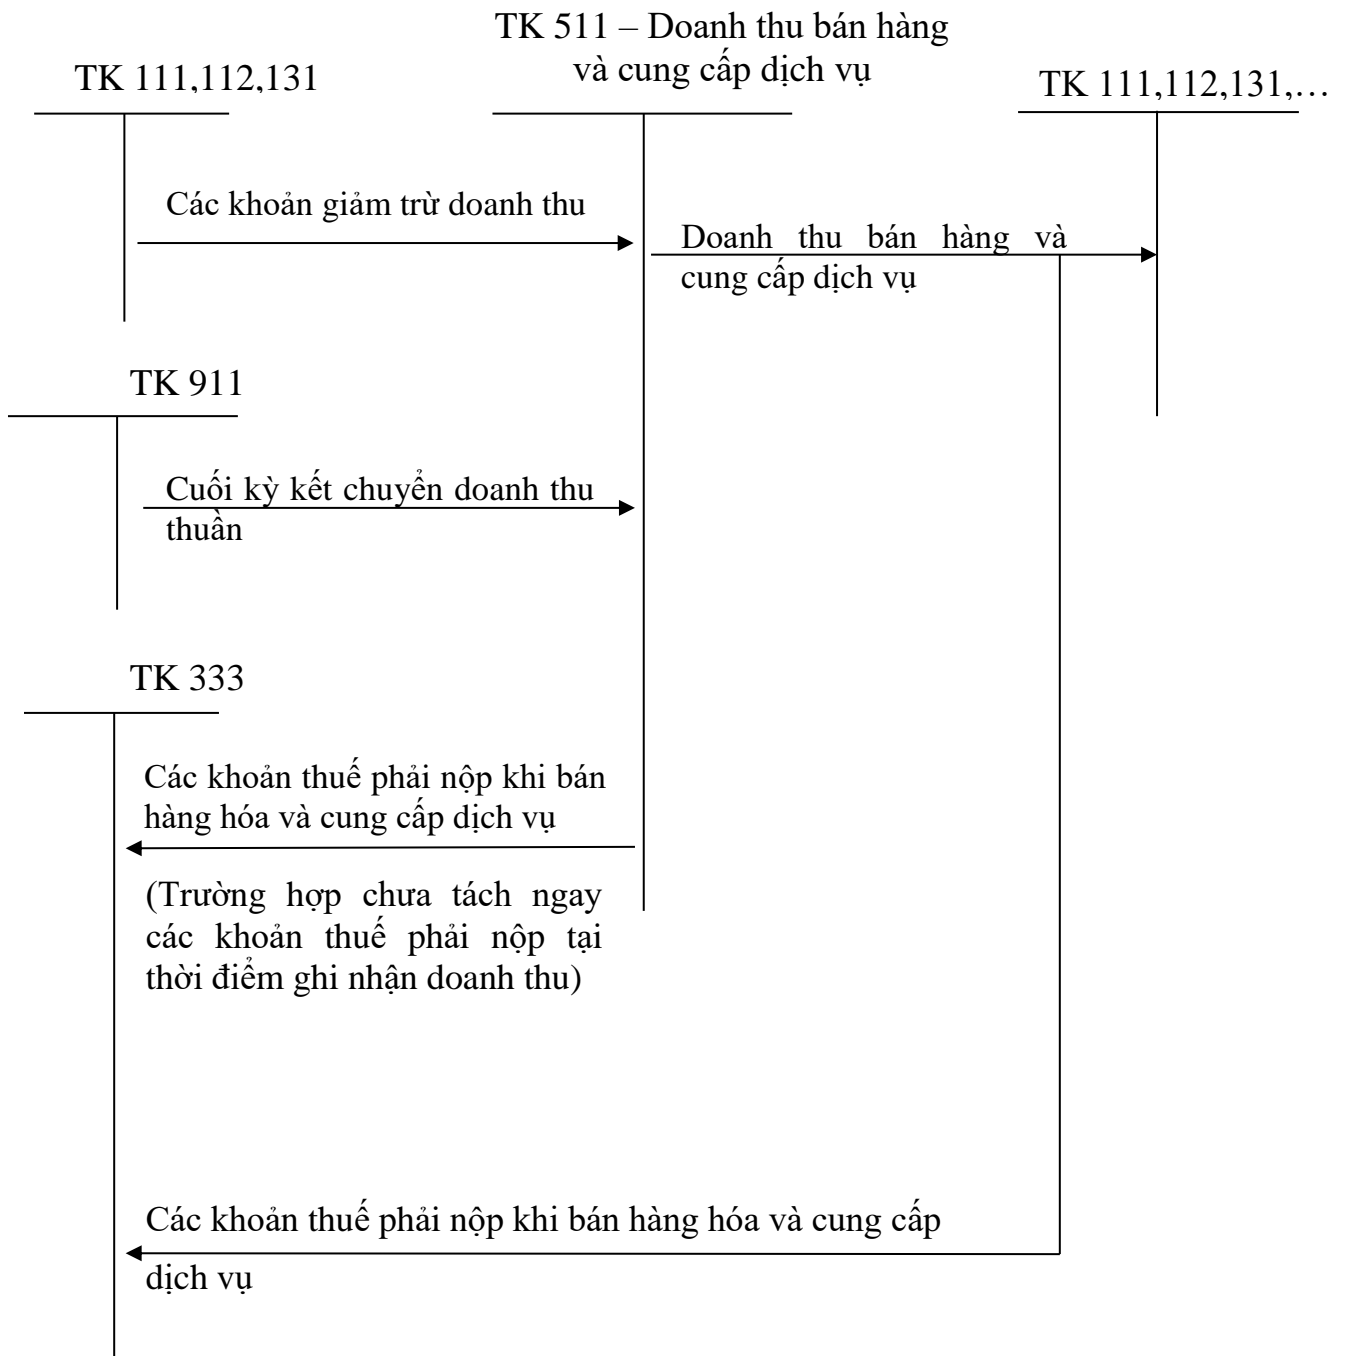 TK 511 – Doanh thu bán hàng
và cung cấp dịch vụ
TK 111,112,131
TK 111,112,131,…
Các khoản giảm trừ doanh thu
Doanh thu bán hàng và
cung cấp dịch vụ
TK 911
Cuối kỳ kết chuyển doanh thu
thuần
TK 333
Các khoản thuế phải nộp khi bán
hàng hóa và cung cấp dịch vụ
(Trường hợp chưa tách ngay
các khoản thuế phải nộp tại
thời điểm ghi nhận doanh thu)
Các khoản thuế phải nộp khi bán hàng hóa và cung cấp
dịch vụ